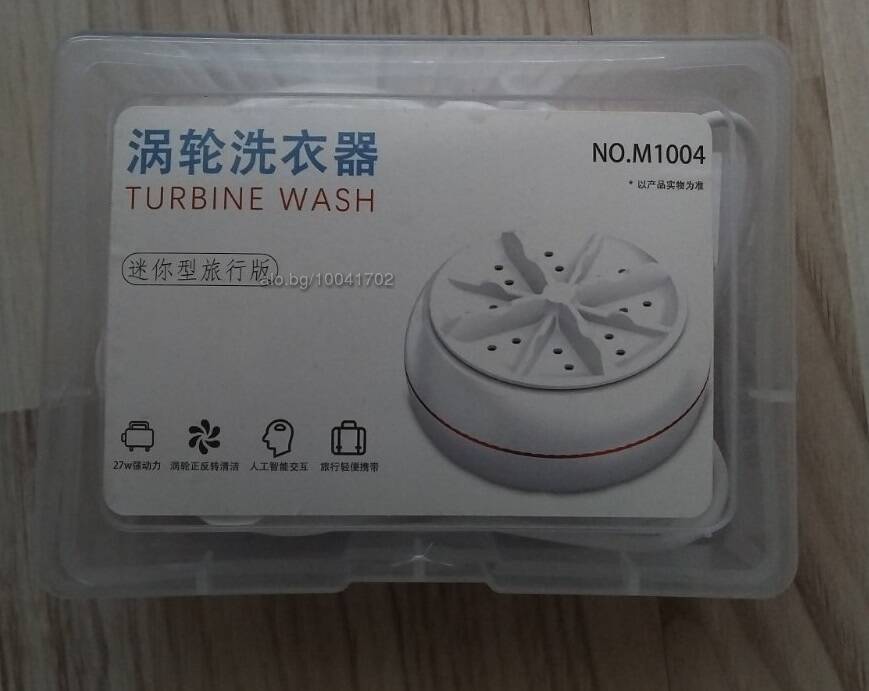 涡轮洗衣器
TURBINE WASH
NO.M1004
* 以产品实物为准
迷你型旅行版
alo.bg/10041702
27w强动力 涡轮正反转清洁 人工智能交互 旅行轻便携带